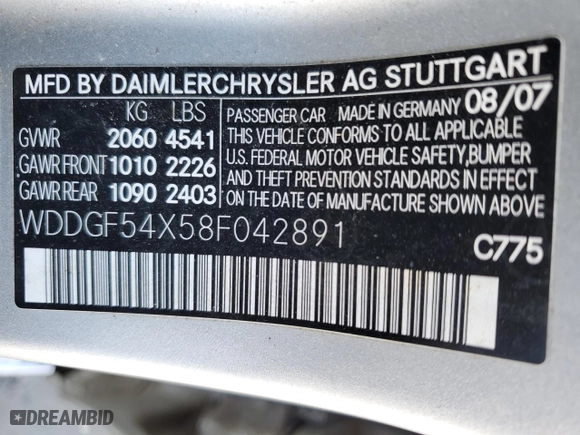 MFD BY DAIMLERCHRYSLER AG STUTTGART
KG LBS
GVWR 2060 4541
GAWR FRONT 1010 2226
GAWR REAR 1090 2403
PASSENGER CAR MADE IN GERMANY 08/07
THIS VEHICLE CONFORMS TO ALL APPLICABLE
U.S. FEDERAL MOTOR VEHICLE SAFETY, BUMPER
AND THEFT PREVENTION STANDARDS IN EFFECT
ON THE DATE OF MANUFACTURE SHOWN ABOVE
WDDGF54X58F042891
C775
DREAMBID